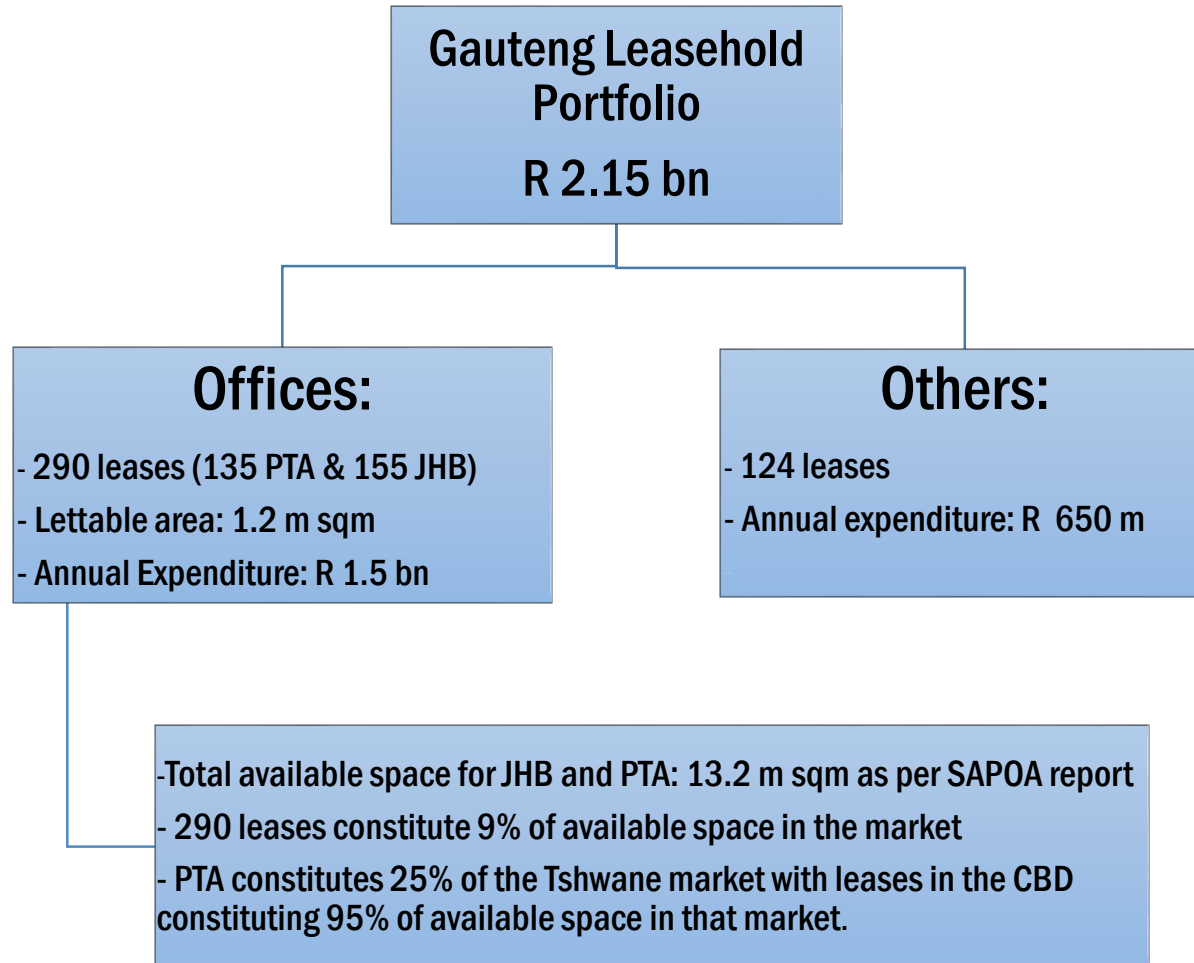 Gauteng Leasehold
Portfolio
R 2.15 bn
Offices:
- 290 leases (135 PTA & 155 JHB)
- Lettable area: 1.2 m sqm
- Annual Expenditure: R 1.5 bn
Others:
- 124 leases
- Annual expenditure: R  650 m
-Total available space for JHB and PTA: 13.2 m sqm as per SAPOA report
- 290 leases constitute 9% of available space in the market
- PTA constitutes 25% of the Tshwane market with leases in the CBD
constituting 95% of available space in that market.